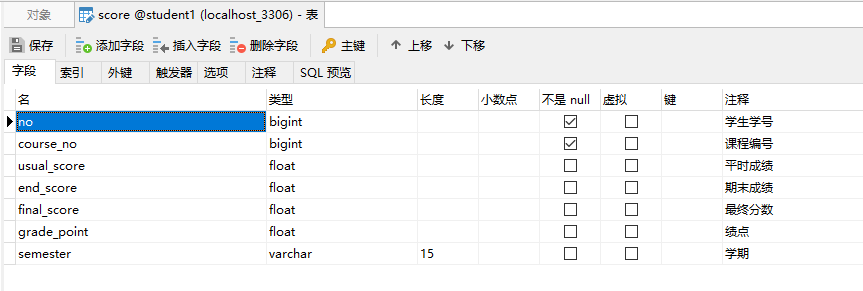 对象 score @student1 (localhost_3306) - 表
保存 添加字段 插入字段 删除字段 主键 上移 下移
字段 索引 外键 触发器 选项 注释 SQL 预览
名 类型 长度 小数点 不是 null 虚拟 键 注释
no bigint 学生学号
course_no bigint 课程编号
usual_score float 平时成绩
end_score float 期末成绩
final_score float 最终分数
grade_point float 绩点
semester varchar 15 学期